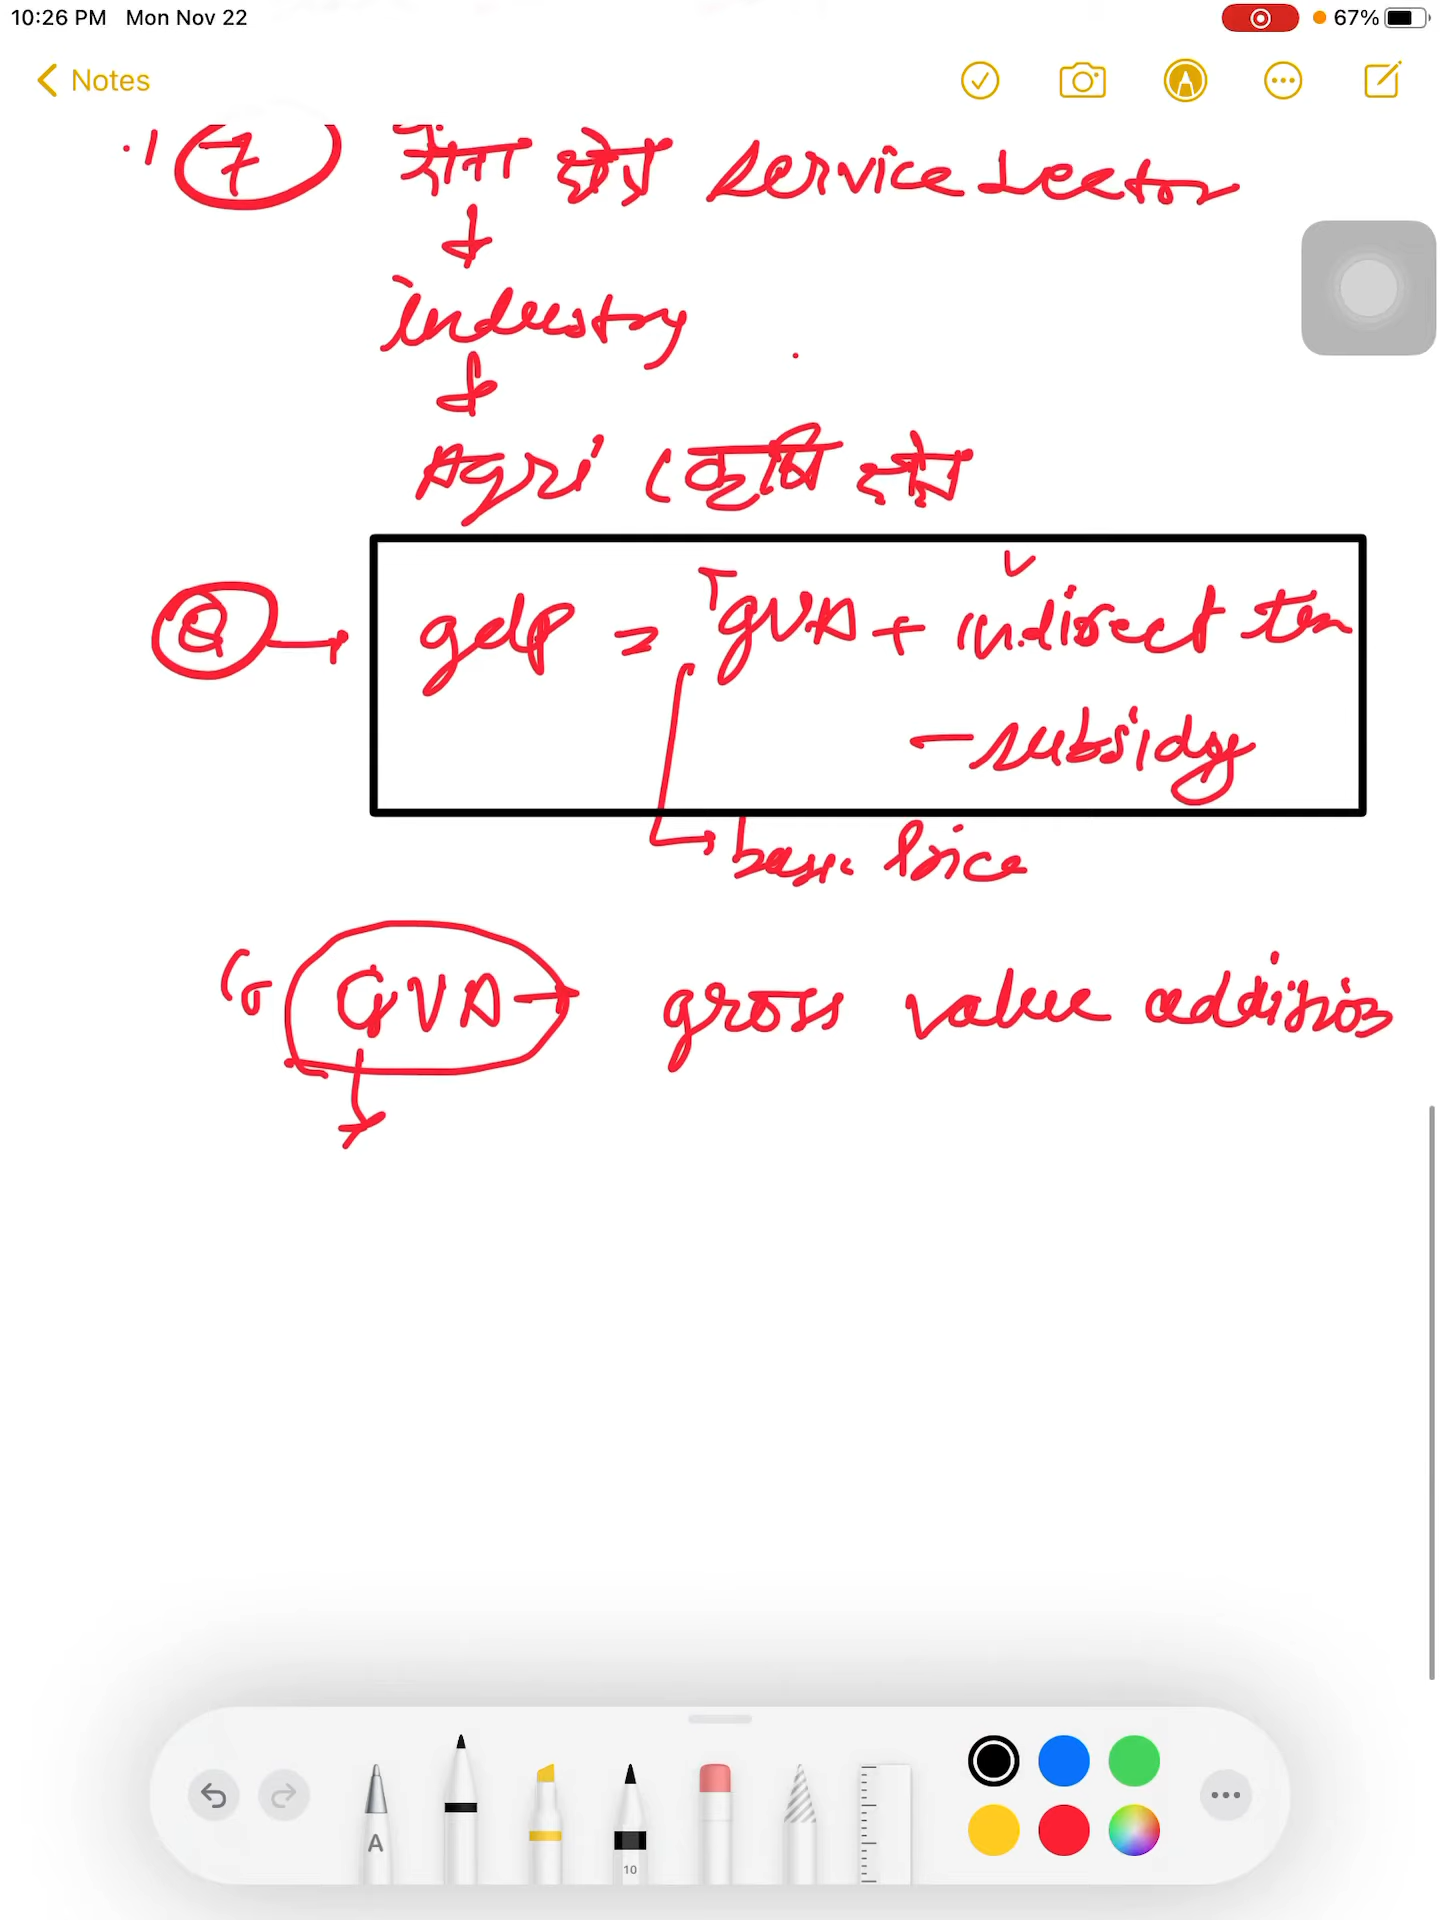 10:26 PM Mon Nov 22
67%
Notes
7 सेवा क्षेत्र service sector
industry
Agri (कृषि क्षेत्र
Q → gdp = gVA + indirect tax
- subsidy
→ basic Price
GVA → gross value addition
A
10